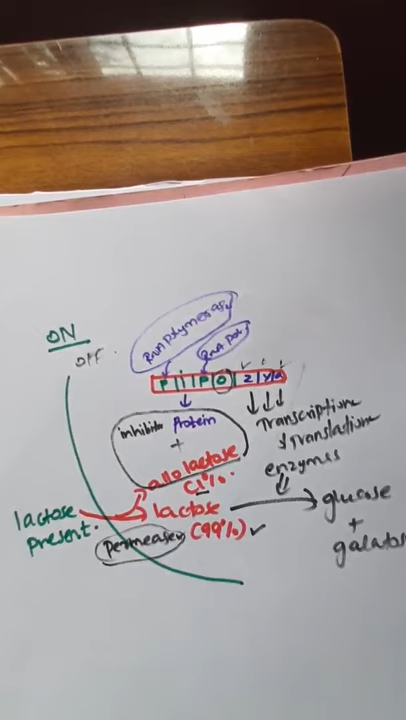 ON
OFF.
RNA polymerase
RNA pol.
P i P O Z Y a
inhibitor Protein
+
allolactose
(1%.
lactose
present.
lactose
(99%)
permease
Transcription
& Translation
enzymes
glucose
+
galactos